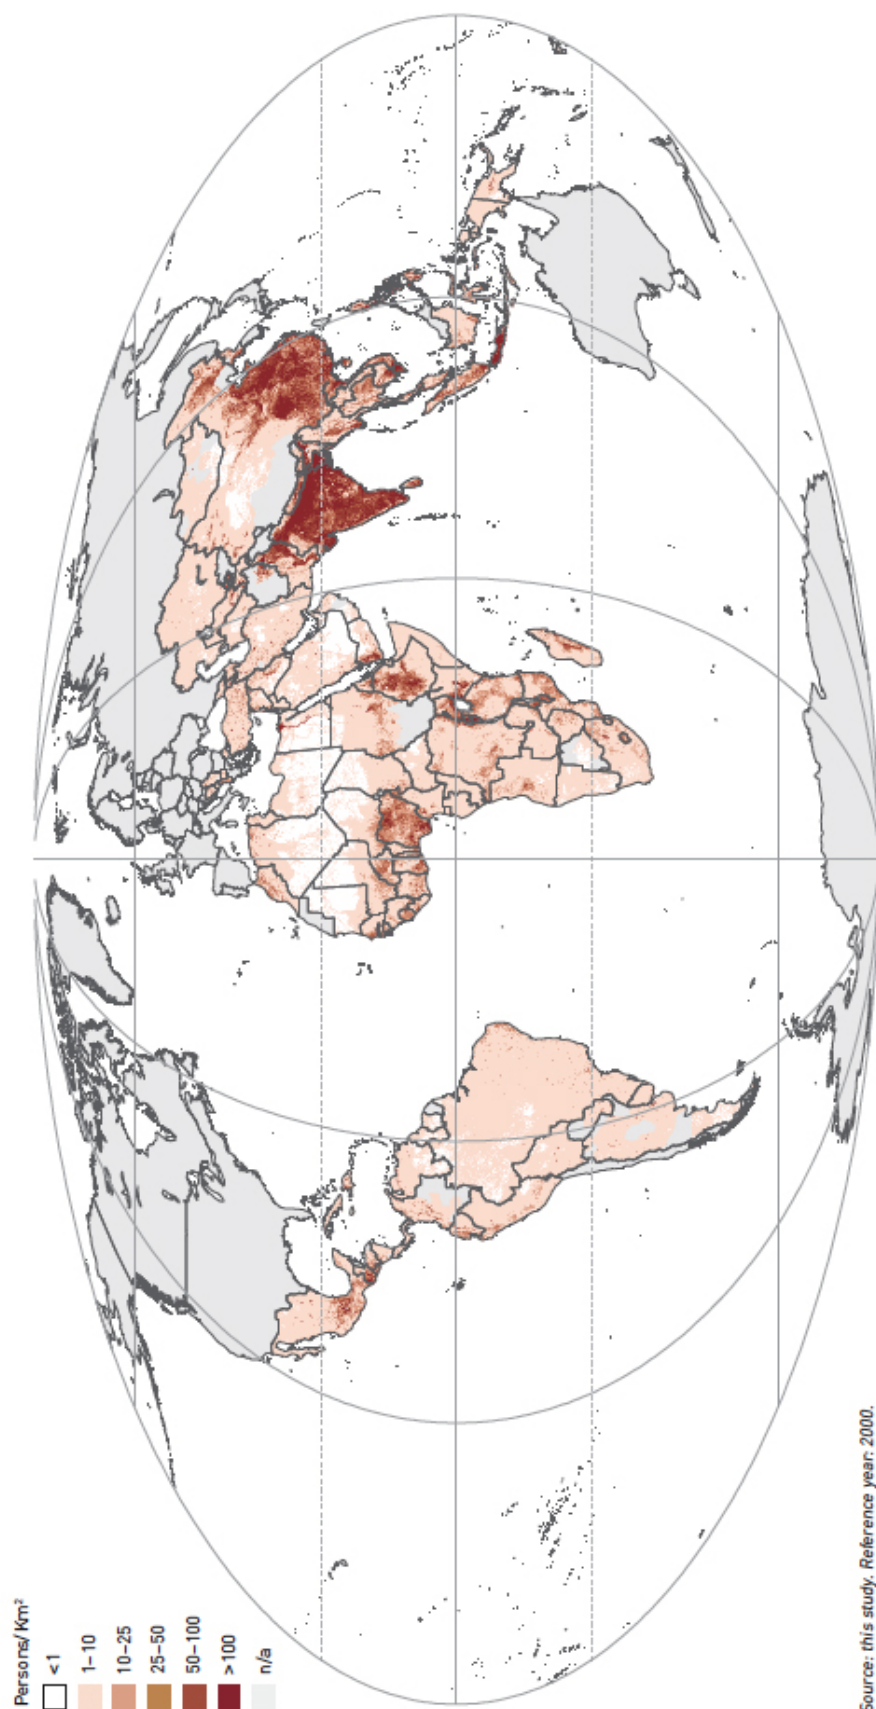 Persons/Km²
<1
1–10
10–25
25–50
50–100
>100
n/a
Source: this study. Reference year: 2000.